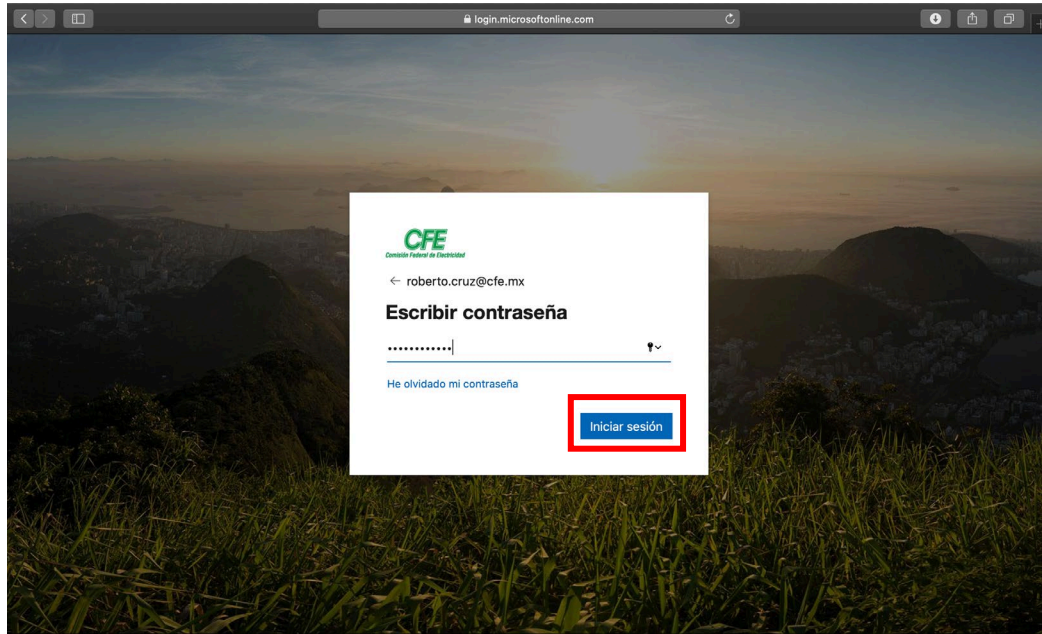 login.microsoftonline.com
CFE
Comisión Federal de Electricidad
← roberto.cruz@cfe.mx
Escribir contraseña
••••••••••••
He olvidado mi contraseña
Iniciar sesión